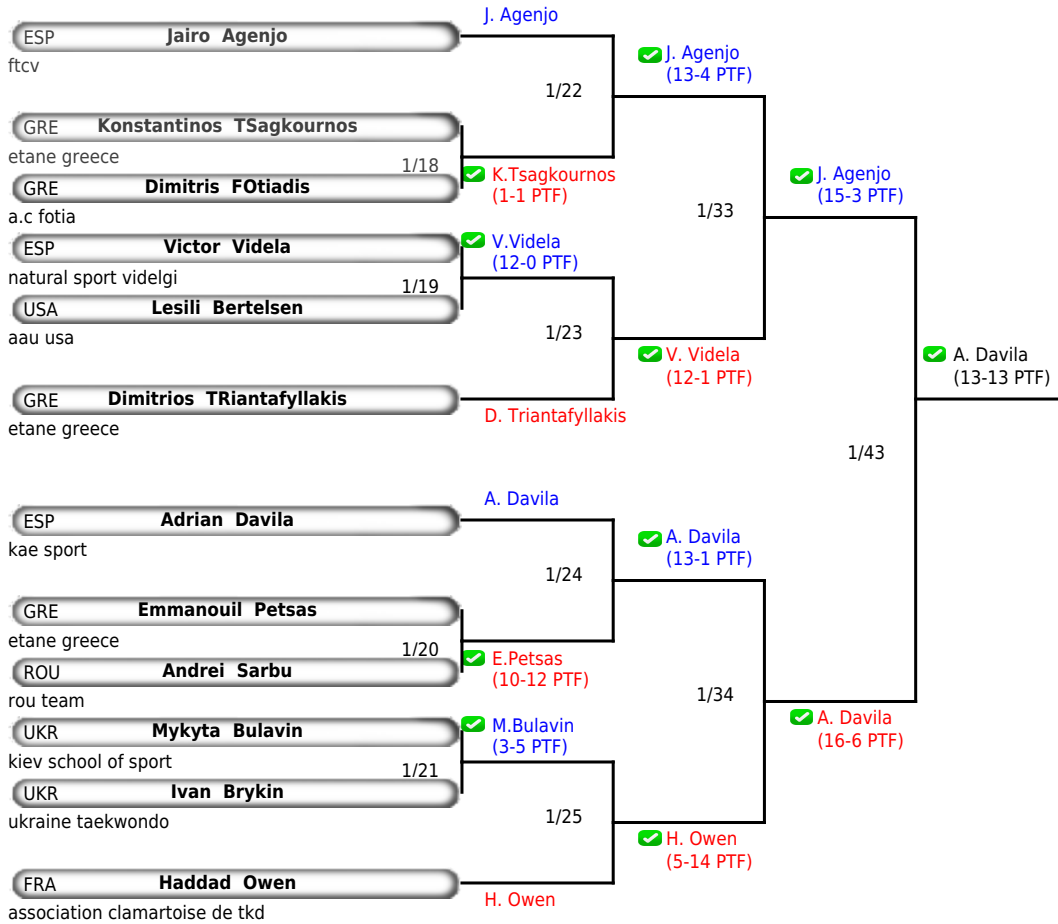 J. Agenjo
ESP Jairo Agenjo
ftcv
J. Agenjo
(13-4 PTF)
1/22
GRE Konstantinos TSagkournos
etane greece
1/18
K.Tsagkournos
(1-1 PTF)
GRE Dimitris FOtiadis
a.c fotia
J. Agenjo
(15-3 PTF)
1/33
ESP Victor Videla
natural sport videlgi
V.Videla
(12-0 PTF)
1/19
USA Lesili Bertelsen
aau usa
1/23
V. Videla
(12-1 PTF)
A. Davila
(13-13 PTF)
GRE Dimitrios TRiantafyllakis
etane greece
D. Triantafyllakis
1/43
A. Davila
ESP Adrian Davila
kae sport
A. Davila
(13-1 PTF)
1/24
GRE Emmanouil Petsas
etane greece
1/20
E.Petsas
(10-12 PTF)
ROU Andrei Sarbu
rou team
1/34
UKR Mykyta Bulavin
kiev school of sport
M.Bulavin
(3-5 PTF)
A. Davila
(16-6 PTF)
1/21
UKR Ivan Brykin
ukraine taekwondo
1/25
H. Owen
(5-14 PTF)
FRA Haddad Owen
association clamartoise de tkd
H. Owen